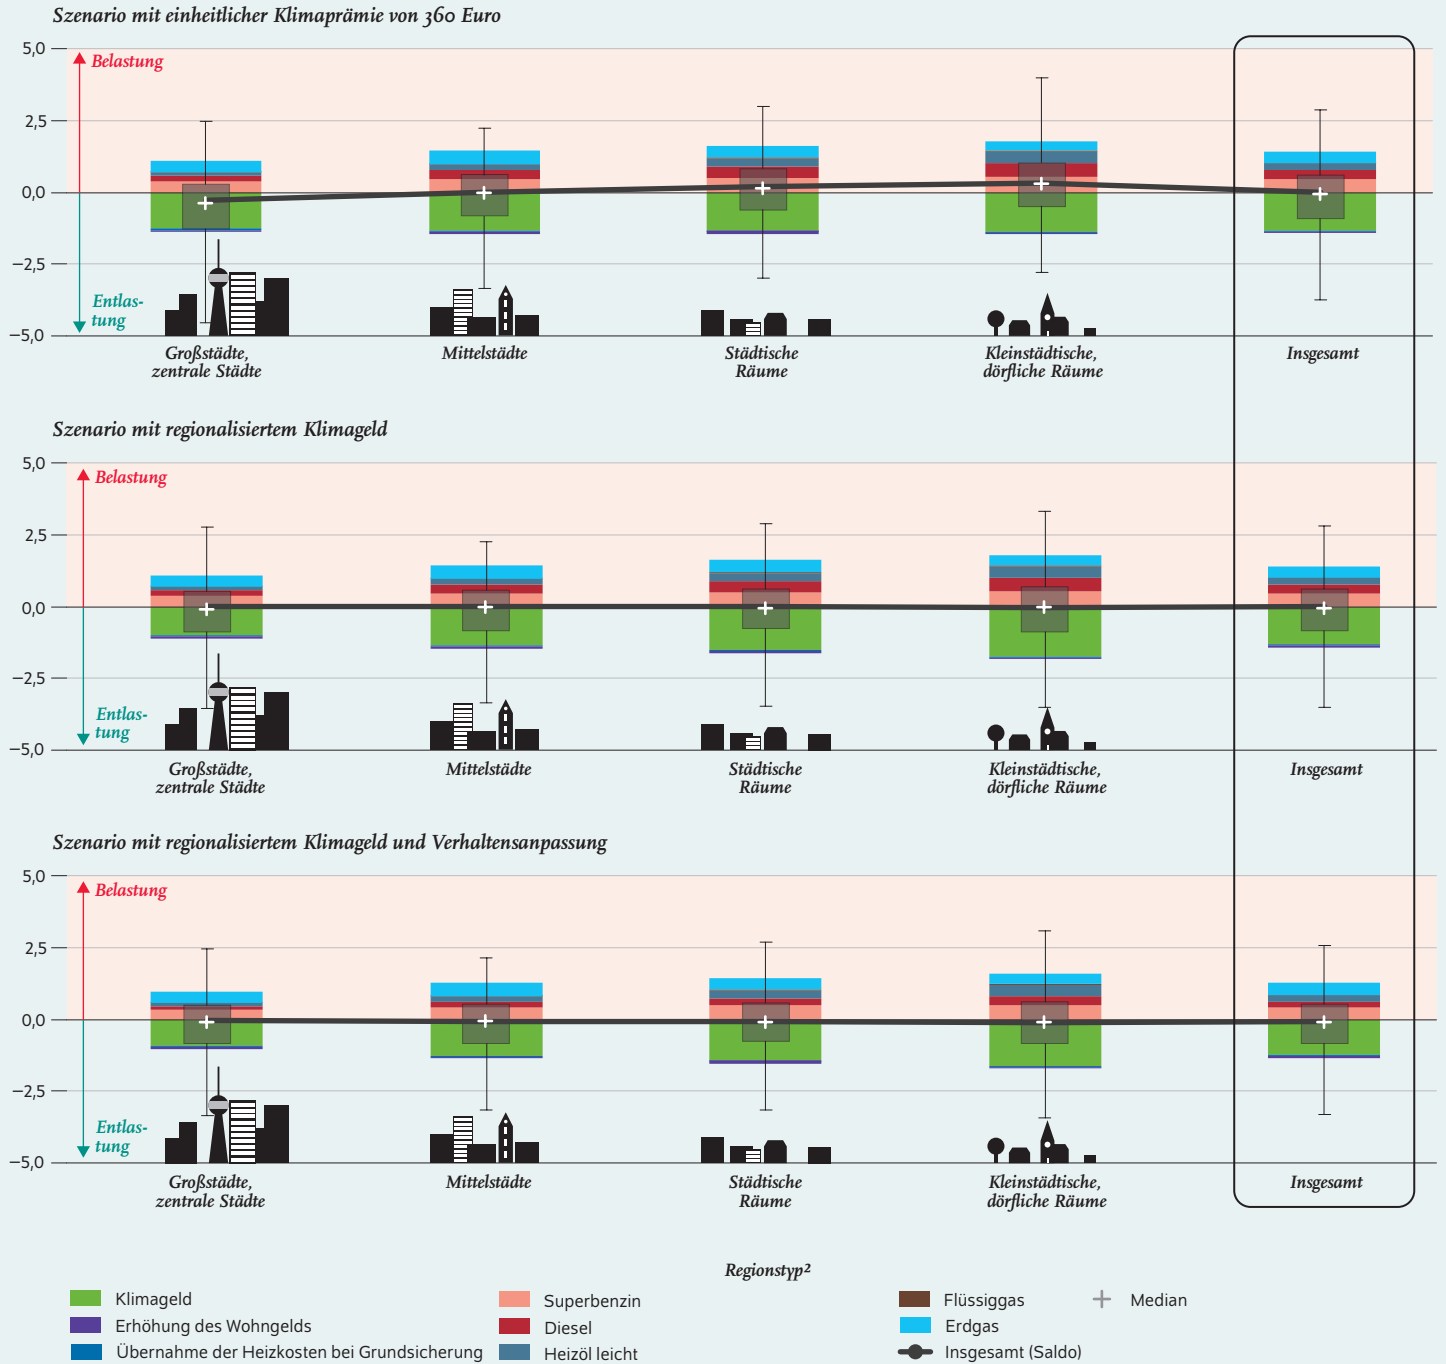 Szenario mit einheitlicher Klimaprämie von 360 Euro
5,0
Belastung
2,5
0,0
−2,5
Entlas-
tung
−5,0
Großstädte,
zentrale Städte
Mittelstädte
Städtische
Räume
Kleinstädtische,
dörfliche Räume
Insgesamt
Szenario mit regionalisiertem Klimageld
5,0
Belastung
2,5
0,0
−2,5
Entlas-
tung
−5,0
Großstädte,
zentrale Städte
Mittelstädte
Städtische
Räume
Kleinstädtische,
dörfliche Räume
Insgesamt
Szenario mit regionalisiertem Klimageld und Verhaltensanpassung
5,0
Belastung
2,5
0,0
−2,5
Entlas-
tung
−5,0
Großstädte,
zentrale Städte
Mittelstädte
Städtische
Räume
Kleinstädtische,
dörfliche Räume
Insgesamt
Regionstyp²
Klimageld
Erhöhung des Wohngelds
Übernahme der Heizkosten bei Grundsicherung
Superbenzin
Diesel
Heizöl leicht
Flüssiggas
Erdgas
Insgesamt (Saldo)
Median